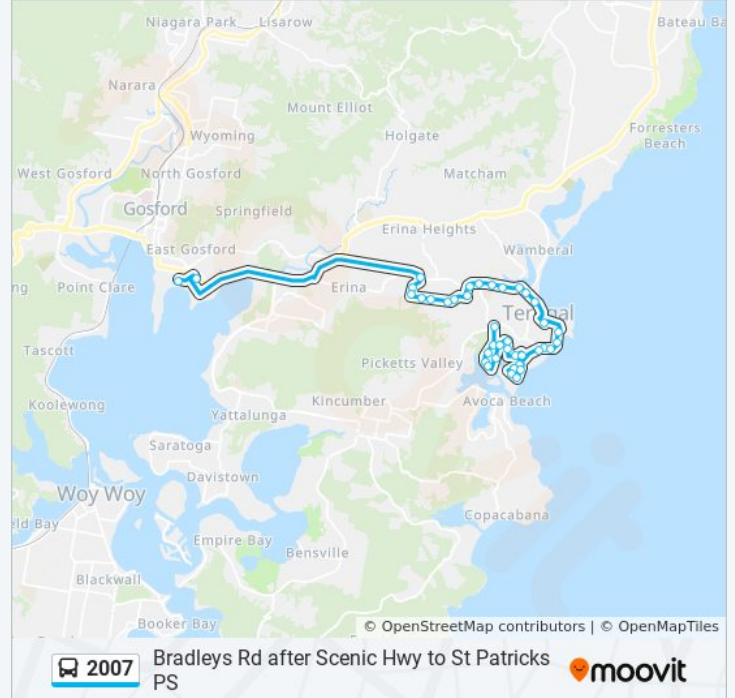 Niagara Park
Lisarow
Bateau Ba
Narara
Mount Elliot
Forresters
Beach
Wyoming
Holgate
West Gosford
North Gosford
Matcham
Gosford
Springfield
Erina Heights
East Gosford
Wamberal
ng
Point Clare
Erina
Tascott
Picketts Valley
Koolewong
Kincumber
Avoca Beach
Yattalunga
Saratoga
Davistown
Woy Woy
Copacabana
eld Bay
Empire Bay
Bensville
Blackwall
Booker Bay
© OpenStreetMap contributors | © OpenMapTiles
2007 Bradleys Rd after Scenic Hwy to St Patricks
PS
moovit